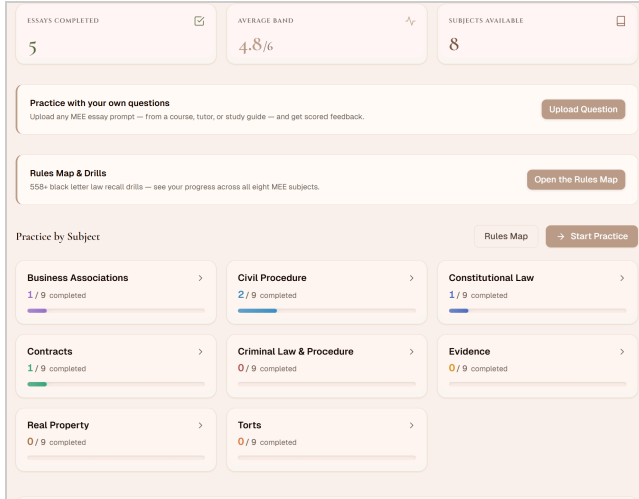 ESSAYS COMPLETED
5
AVERAGE BAND
4.8/6
SUBJECTS AVAILABLE
8
Practice with your own questions
Upload any MEE essay prompt — from a course, tutor, or study guide — and get scored feedback.
Upload Question
Rules Map & Drills
558+ black letter law recall drills — see your progress across all eight MEE subjects.
Open the Rules Map
Practice by Subject
Rules Map
→ Start Practice
Business Associations
1 / 9 completed
Civil Procedure
2 / 9 completed
Constitutional Law
1 / 9 completed
Contracts
1 / 9 completed
Criminal Law & Procedure
0 / 9 completed
Evidence
0 / 9 completed
Real Property
0 / 9 completed
Torts
0 / 9 completed